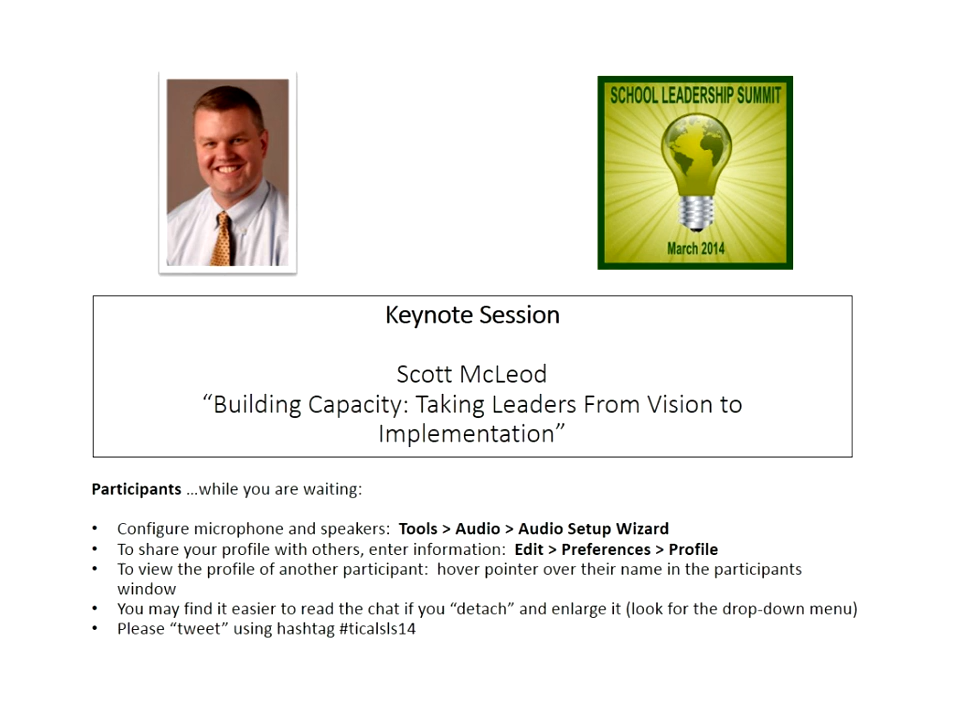 SCHOOL LEADERSHIP SUMMIT
March 2014
Keynote Session
Scott McLeod
“Building Capacity: Taking Leaders From Vision to
Implementation”
Participants …while you are waiting:
• Configure microphone and speakers: Tools > Audio > Audio Setup Wizard
• To share your profile with others, enter information: Edit > Preferences > Profile
• To view the profile of another participant: hover pointer over their name in the participants
window
• You may find it easier to read the chat if you “detach” and enlarge it (look for the drop-down menu)
• Please “tweet” using hashtag #ticalsls14